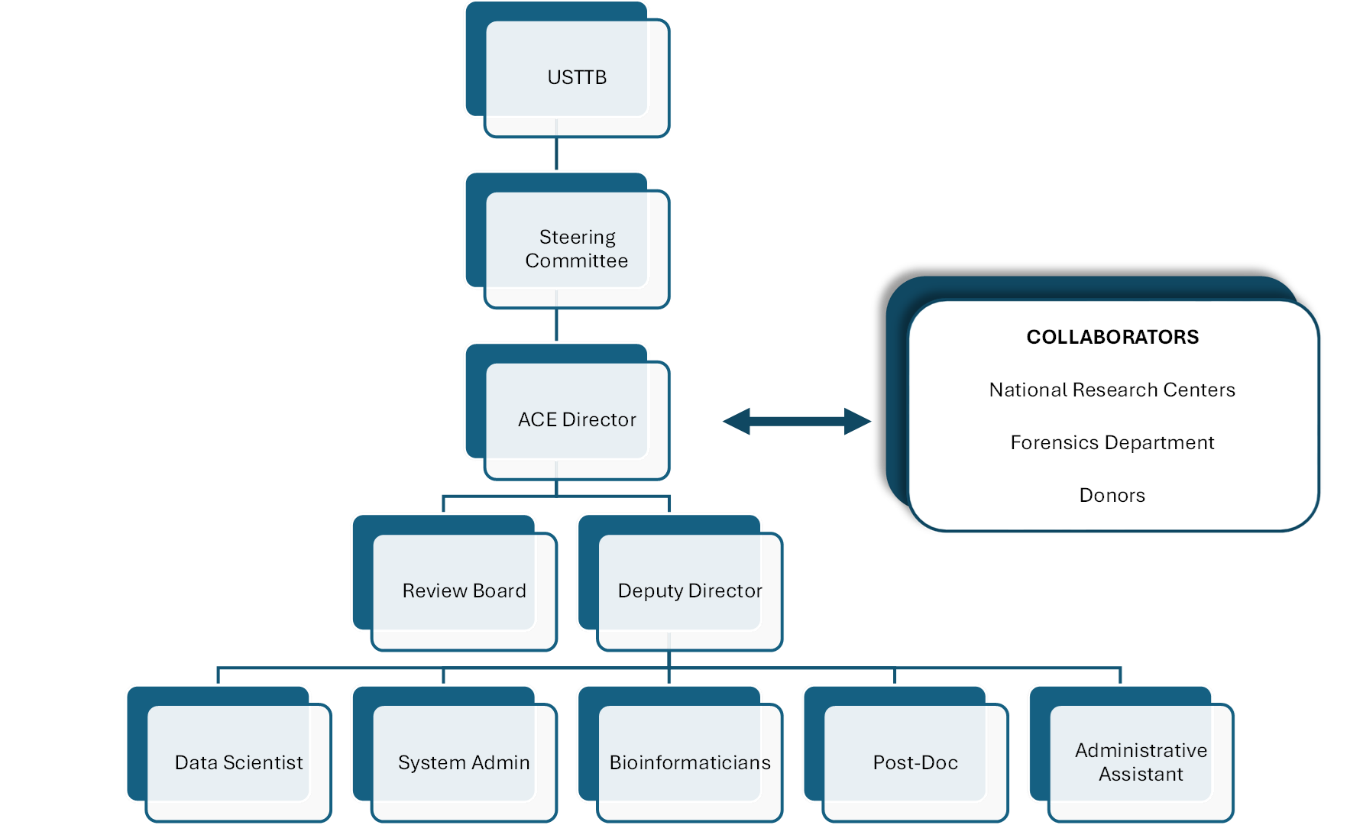 USTTB
Steering
Committee
ACE Director
COLLABORATORS
National Research Centers
Forensics Department
Donors
Review Board
Deputy Director
Data Scientist
System Admin
Bioinformaticians
Post-Doc
Administrative
Assistant